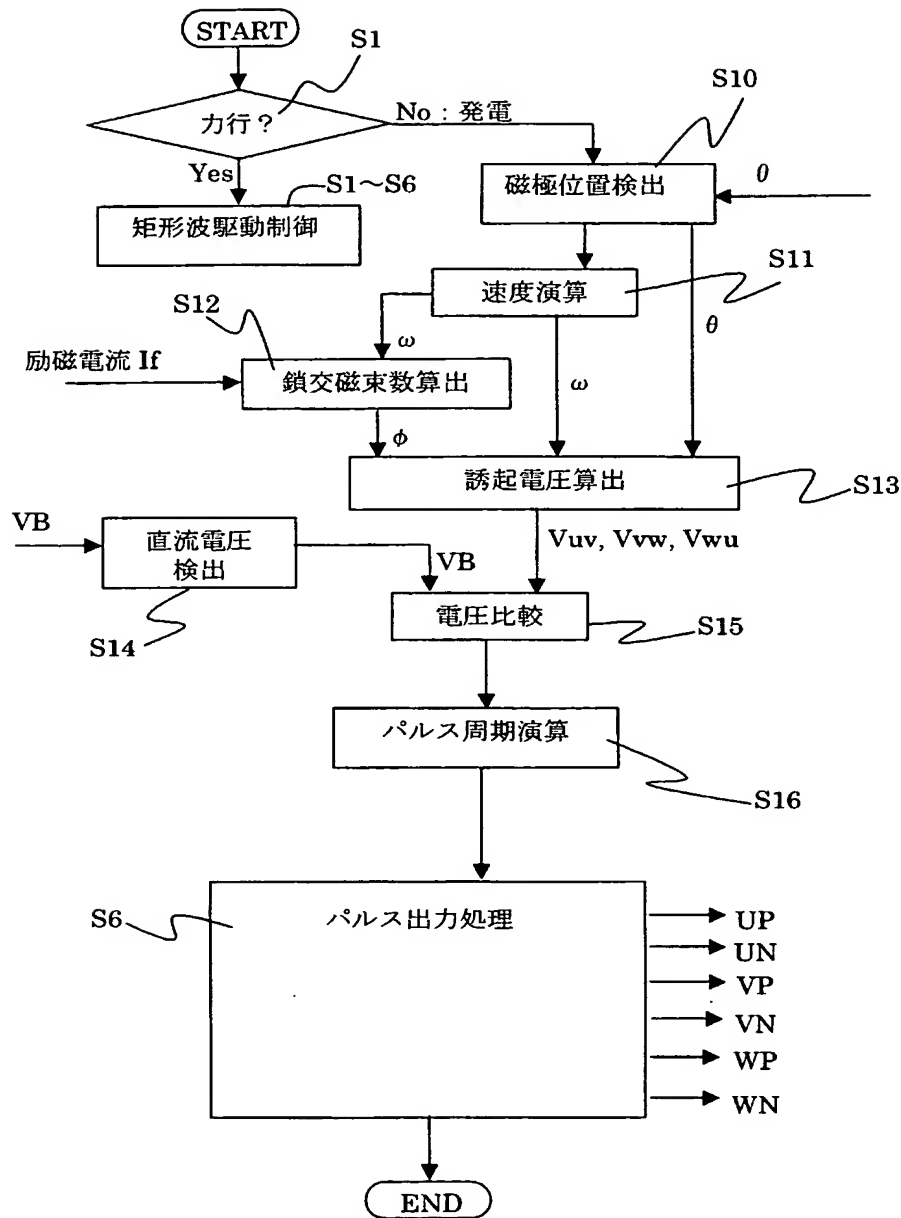 START
S1
力行？
No：発電
S10
Yes
S1～S6
磁極位置検出
θ
矩形波駆動制御
S11
速度演算
S12
ω
θ
励磁電流 If
鎖交磁束数算出
ω
φ
誘起電圧算出
S13
VB
Vuv, Vvw, Vwu
直流電圧
検出
VB
電圧比較
S14
S15
パルス周期演算
S16
S6
パルス出力処理
UP
UN
VP
VN
WP
WN
END